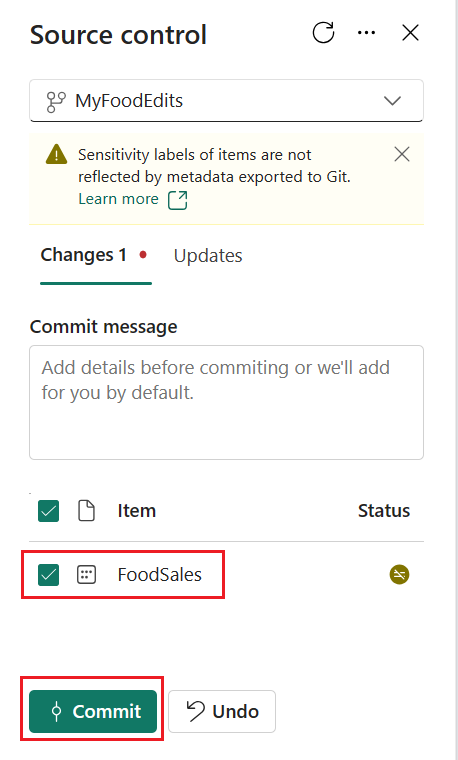 Source control
MyFoodEdits
Sensitivity labels of items are not
reflected by metadata exported to Git.
Learn more
Changes 1
Updates
Commit message
Add details before commiting or we'll add
for you by default.
Item
Status
FoodSales
Commit
Undo